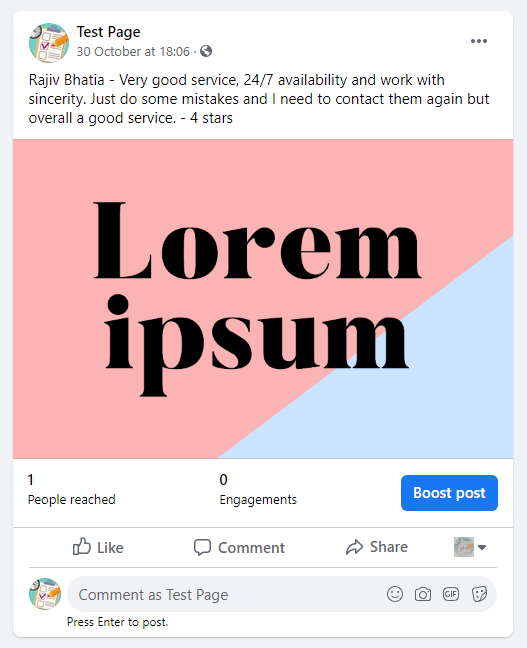 Test Page
30 October at 18:06 ·
Rajiv Bhatia - Very good service, 24/7 availability and work with
sincerity. Just do some mistakes and I need to contact them again but
overall a good service. - 4 stars
Lorem
ipsum
1
People reached
0
Engagements
Boost post
Like
Comment
Share
Comment as Test Page
GIF
Press Enter to post.